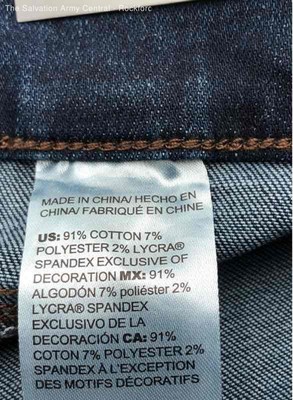 The Salvation Army Central - Rockford
MADE IN CHINA/ HECHO EN
CHINA/ FABRIQUÉ EN CHINE
US: 91% COTTON 7%
POLYESTER 2% LYCRA®
SPANDEX EXCLUSIVE OF
DECORATION MX: 91%
ALGODÓN 7% poliéster 2%
LYCRA® SPANDEX
EXCLUSIVO DE LA
DECORACIÓN CA: 91%
COTON 7% POLYESTER 2%
SPANDEX À L'EXCEPTION
DES MOTIFS DÉCORATIFS